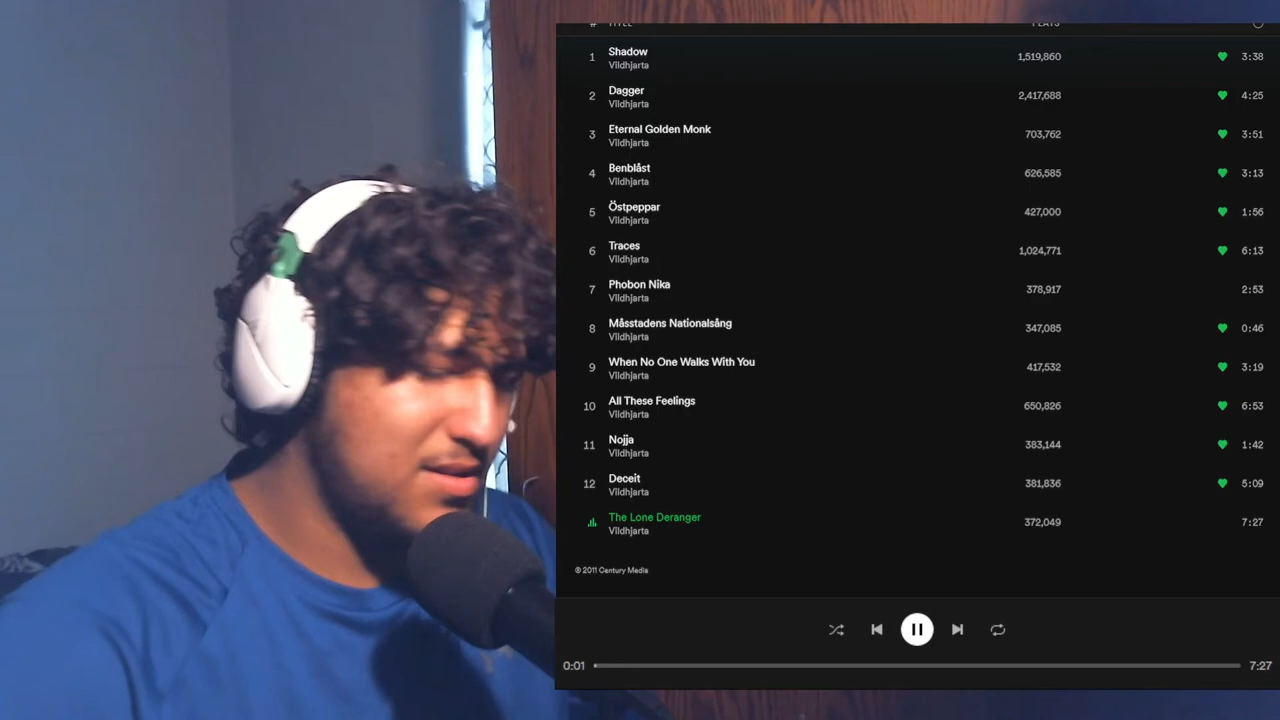 # TITLE PLAYS
1 Shadow 1,519,860 3:38
Vildhjarta
2 Dagger 2,417,688 4:25
Vildhjarta
3 Eternal Golden Monk 703,762 3:51
Vildhjarta
4 Benblåst 626,585 3:13
Vildhjarta
5 Östpeppar 427,000 1:56
Vildhjarta
6 Traces 1,024,771 6:13
Vildhjarta
7 Phobon Nika 378,917 2:53
Vildhjarta
8 Måsstadens Nationalsång 347,085 0:46
Vildhjarta
9 When No One Walks With You 417,532 3:19
Vildhjarta
10 All These Feelings 650,826 6:53
Vildhjarta
11 Nojja 383,144 1:42
Vildhjarta
12 Deceit 381,836 5:09
Vildhjarta
The Lone Deranger 372,049 7:27
Vildhjarta
© 2011 Century Media
0:01 7:27